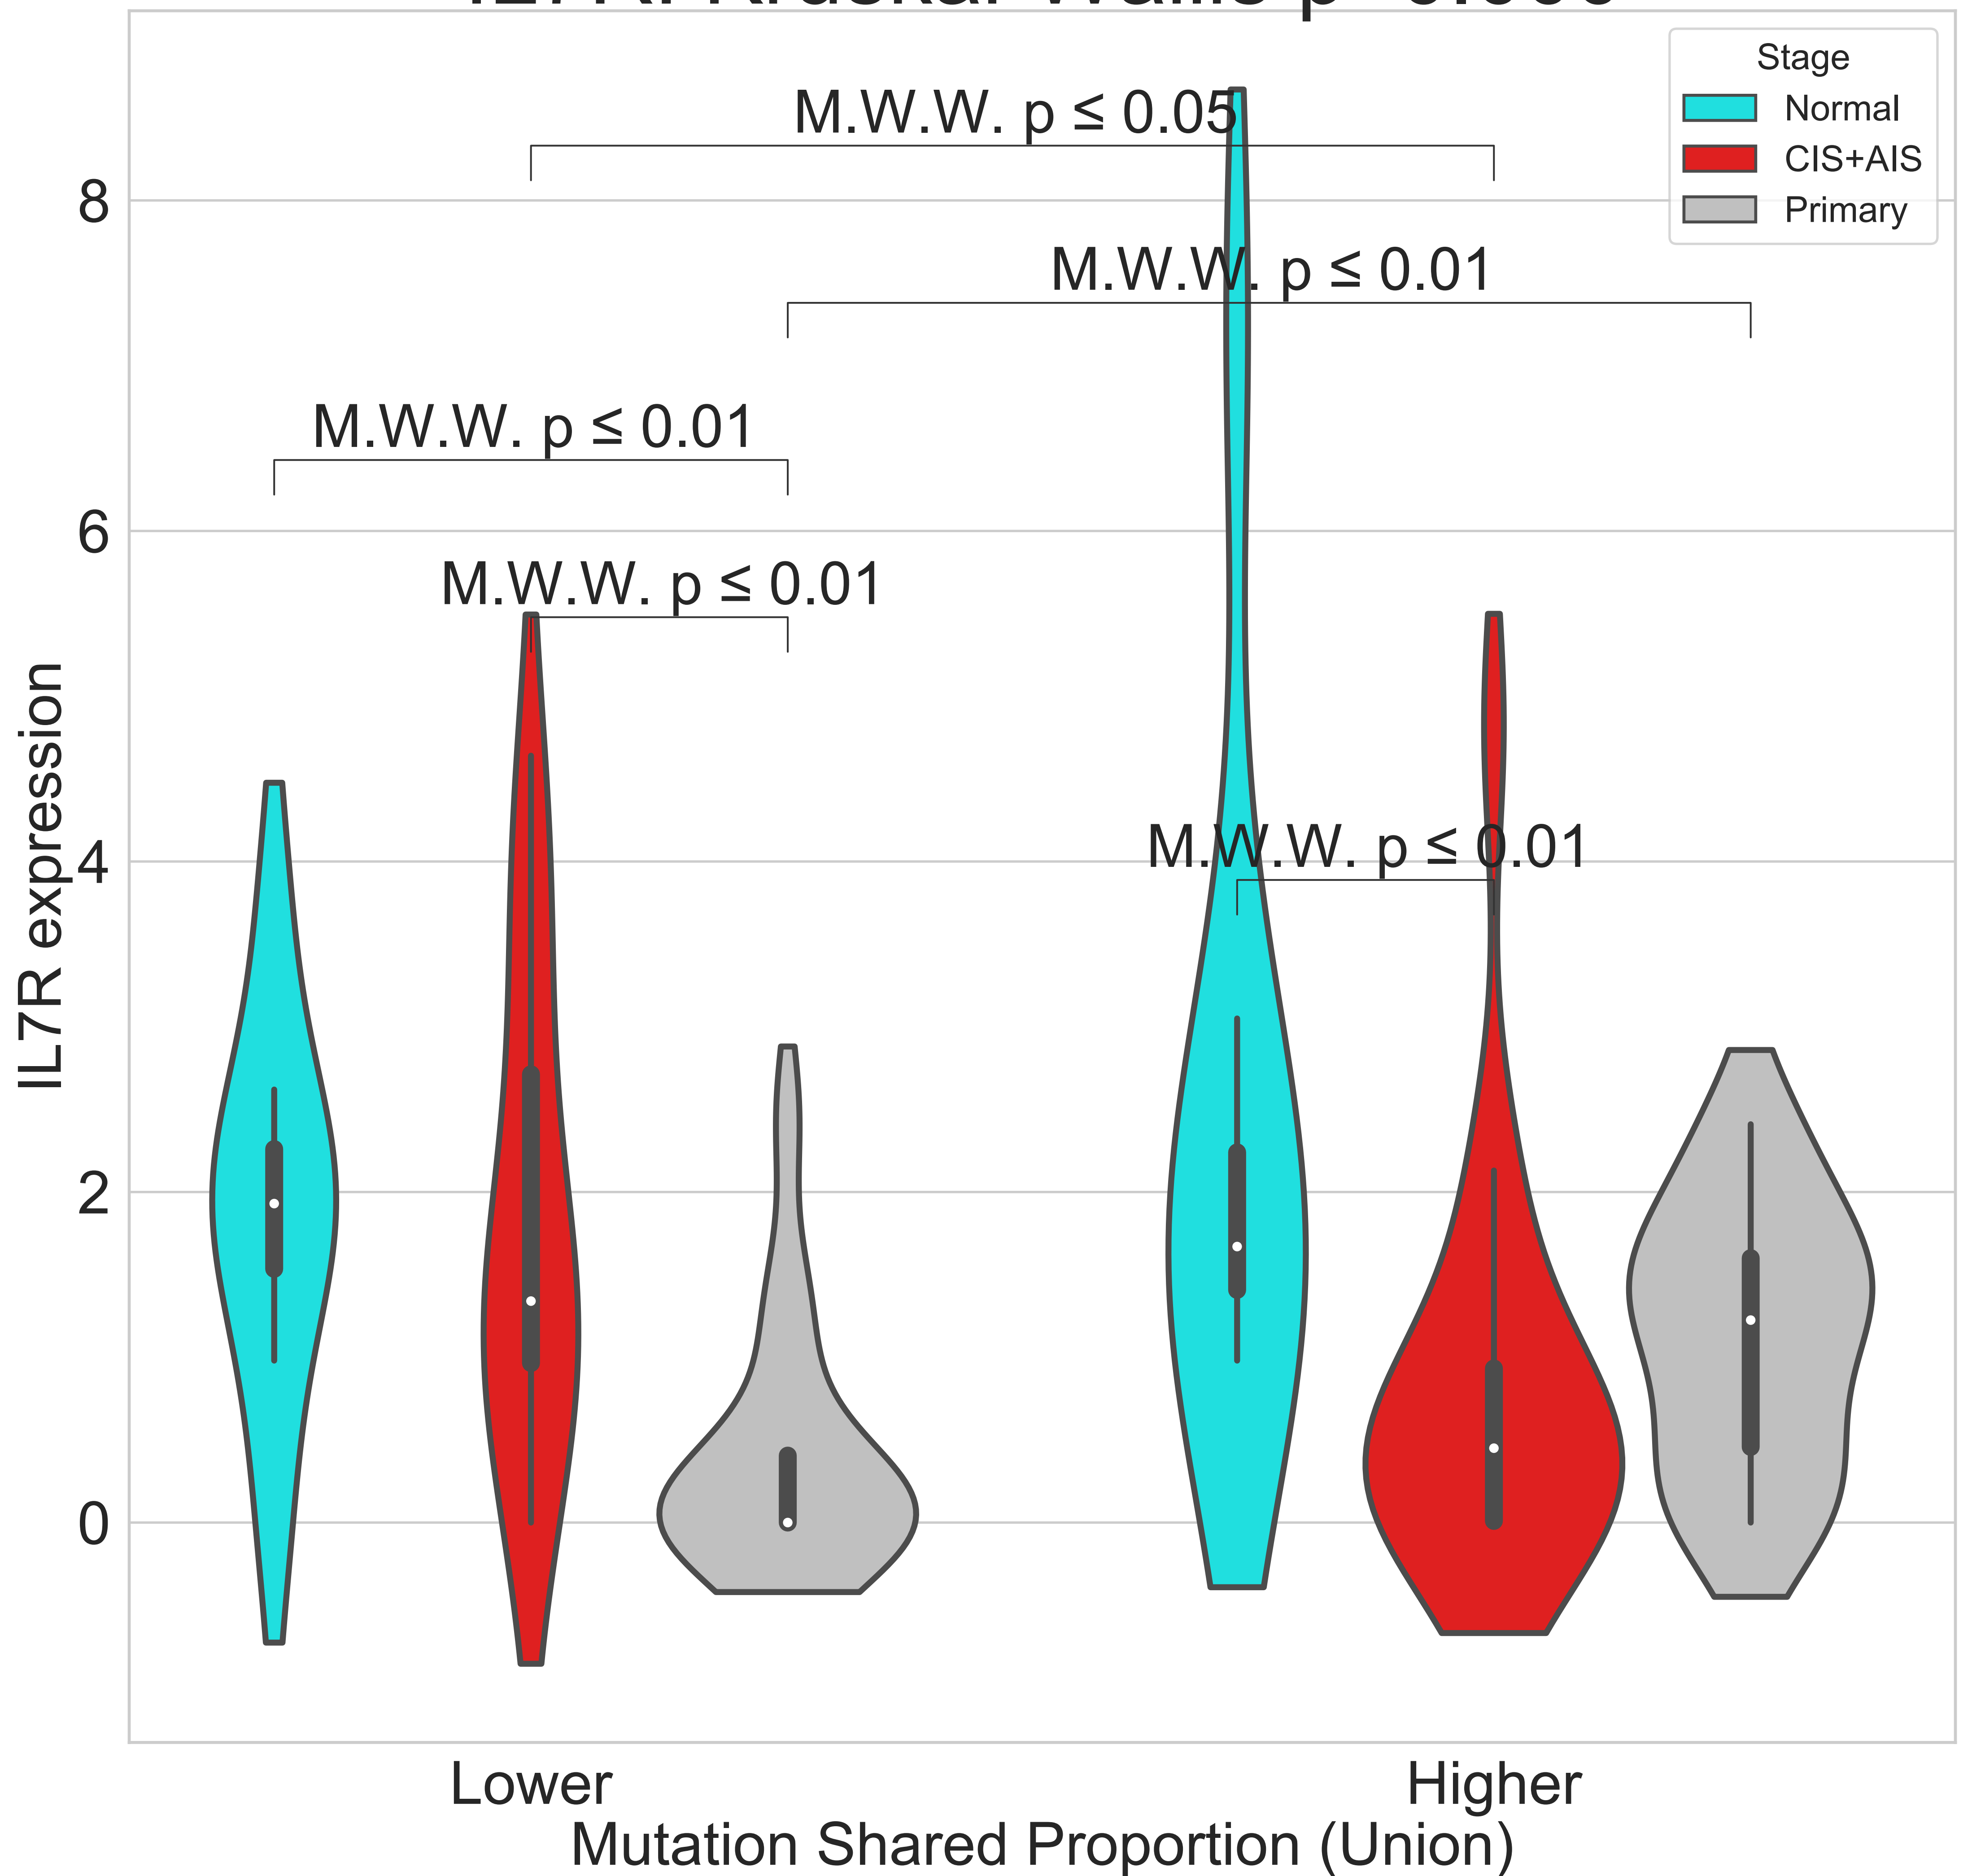 Stage
Normal
CIS+AIS
Primary
M.W.W. p ≤ 0.05
M.W.W. p ≤ 0.01
M.W.W. p ≤ 0.01
M.W.W. p ≤ 0.01
M.W.W. p ≤ 0.01
8
6
4
2
0
IL7R expression
Lower
Higher
Mutation Shared Proportion (Union)